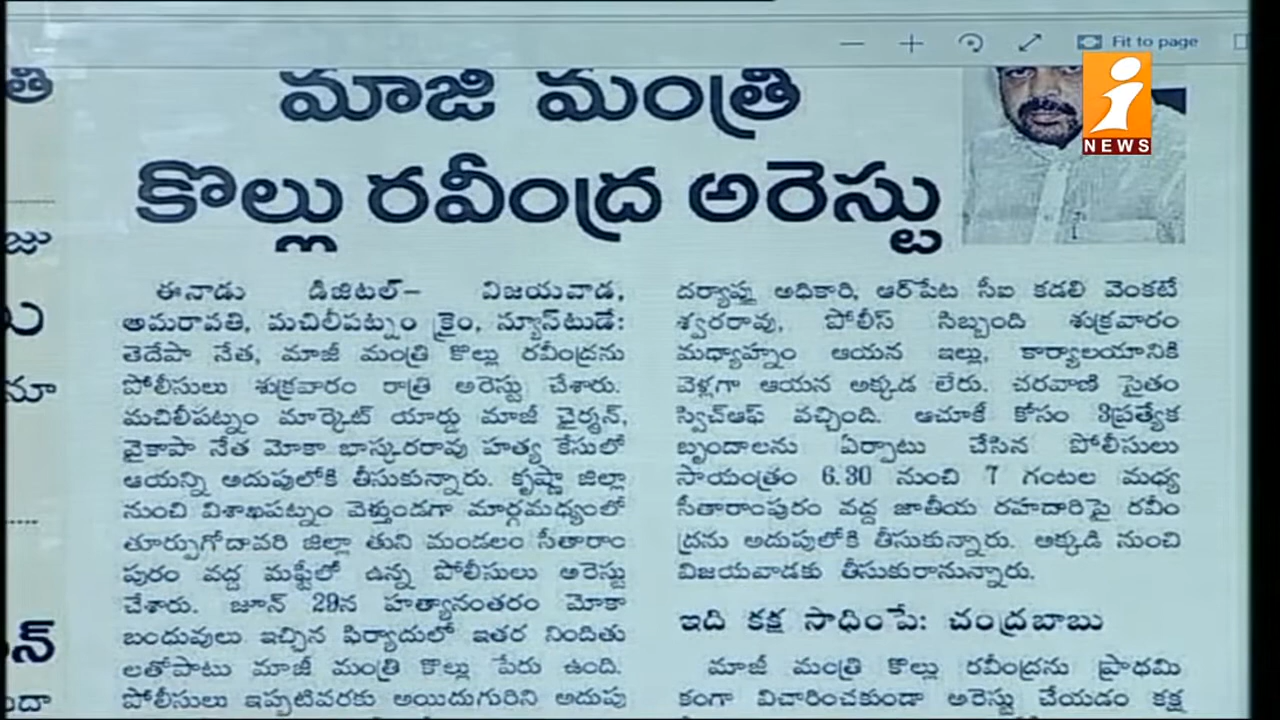 Fit to page
i
NEWS
తి
మాజీ మంత్రి
కొల్లు రవీంద్ర అరెస్టు
ఈనాడు డిజిటల్– విజయవాడ,
అమరావతి, మచిలీపట్నం క్రైం, న్యూస్‌టుడే:
తెదేపా నేత, మాజీ మంత్రి కొల్లు రవీంద్రను
పోలీసులు శుక్రవారం రాత్రి అరెస్టు చేశారు.
మచిలీపట్నం మార్కెట్ యార్డు మాజీ ఛైర్మన్,
వైకాపా నేత మోకా భాస్కరరావు హత్య కేసులో
ఆయన్ని అదుపులోకి తీసుకున్నారు. కృష్ణా జిల్లా
నుంచి విశాఖపట్నం వెళ్తుండగా మార్గమధ్యంలో
తూర్పుగోదావరి జిల్లా తుని మండలం సీతారాం
పురం వద్ద మఫ్టీలో ఉన్న పోలీసులు అరెస్టు
చేశారు. జూన్ 29న హత్యానంతరం మోకా
బందువులు ఇచ్చిన ఫిర్యాదులో ఇతర నిందితు
లతోపాటు మాజీ మంత్రి కొల్లు పేరు ఉంది.
పోలీసులు ఇప్పటివరకు అయిదుగురిని అదుపు
దర్యాప్తు అధికారి, ఆర్‌పేట సీఐ కడలి వెంకటే
శ్వరరావు, పోలీస్ సిబ్బంది శుక్రవారం
మధ్యాహ్నం ఆయన ఇల్లు, కార్యాలయానికి
వెళ్లగా ఆయన అక్కడ లేరు. చరవాణి సైతం
స్విచ్ఆఫ్ వచ్చింది. ఆచూకీ కోసం 3ప్రత్యేక
బృందాలను ఏర్పాటు చేసిన పోలీసులు
సాయంత్రం 6.30 నుంచి 7 గంటల మధ్య
సీతారాంపురం వద్ద జాతీయ రహదారిపై రవీం
ద్రను అదుపులోకి తీసుకున్నారు. అక్కడి నుంచి
విజయవాడకు తీసుకురానున్నారు.
ఇది కక్ష సాధింపే: చంద్రబాబు
మాజీ మంత్రి కొల్లు రవీంద్రను ప్రాథమి
కంగా విచారించకుండా అరెస్టు చేయడం కక్ష